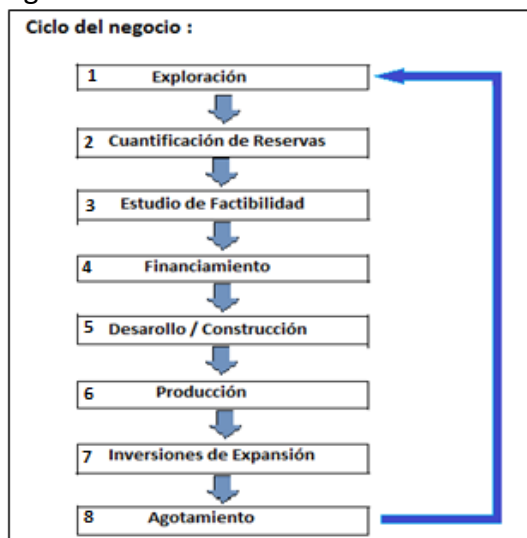 Ciclo del negocio :
1 Exploración
2 Cuantificación de Reservas
3 Estudio de Factibilidad
4 Financiamiento
5 Desarollo / Construcción
6 Producción
7 Inversiones de Expansión
8 Agotamiento